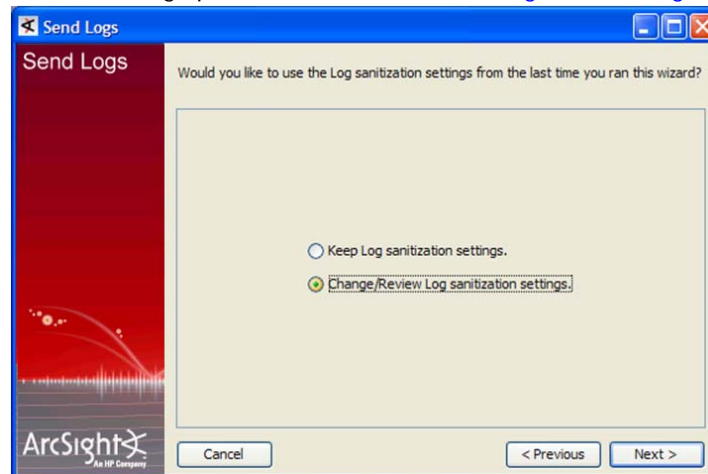 Send Logs
Send Logs
Would you like to use the Log sanitization settings from the last time you ran this wizard?
Keep Log sanitization settings.
Change/Review Log sanitization settings.
ArcSight
An HP Company
Cancel
< Previous
Next >